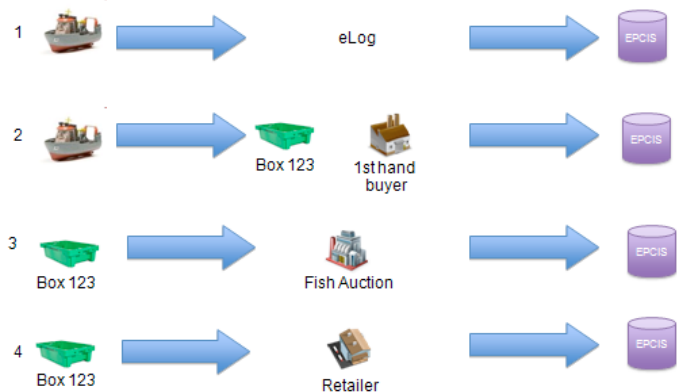 1
eLog
EPCIS
2
Box 123
1st hand
buyer
EPCIS
3
Box 123
Fish Auction
EPCIS
4
Box 123
Retailer
EPCIS